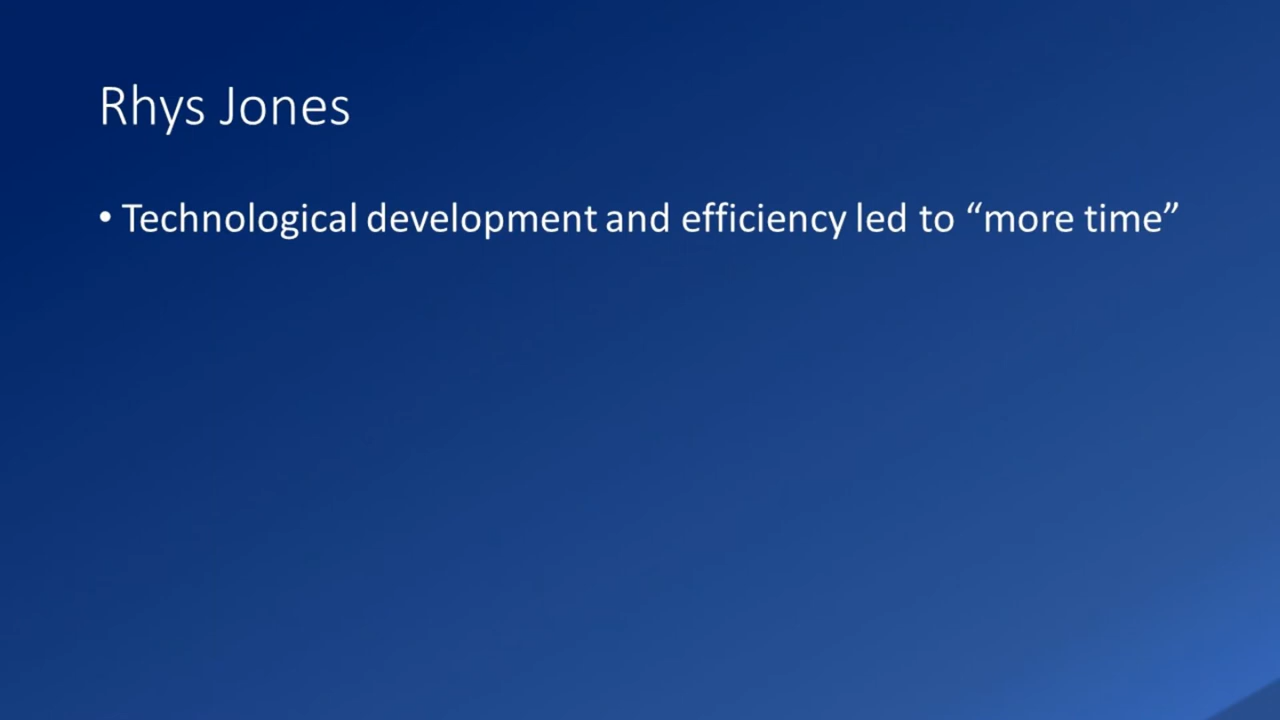 Rhys Jones
• Technological development and efficiency led to “more time”